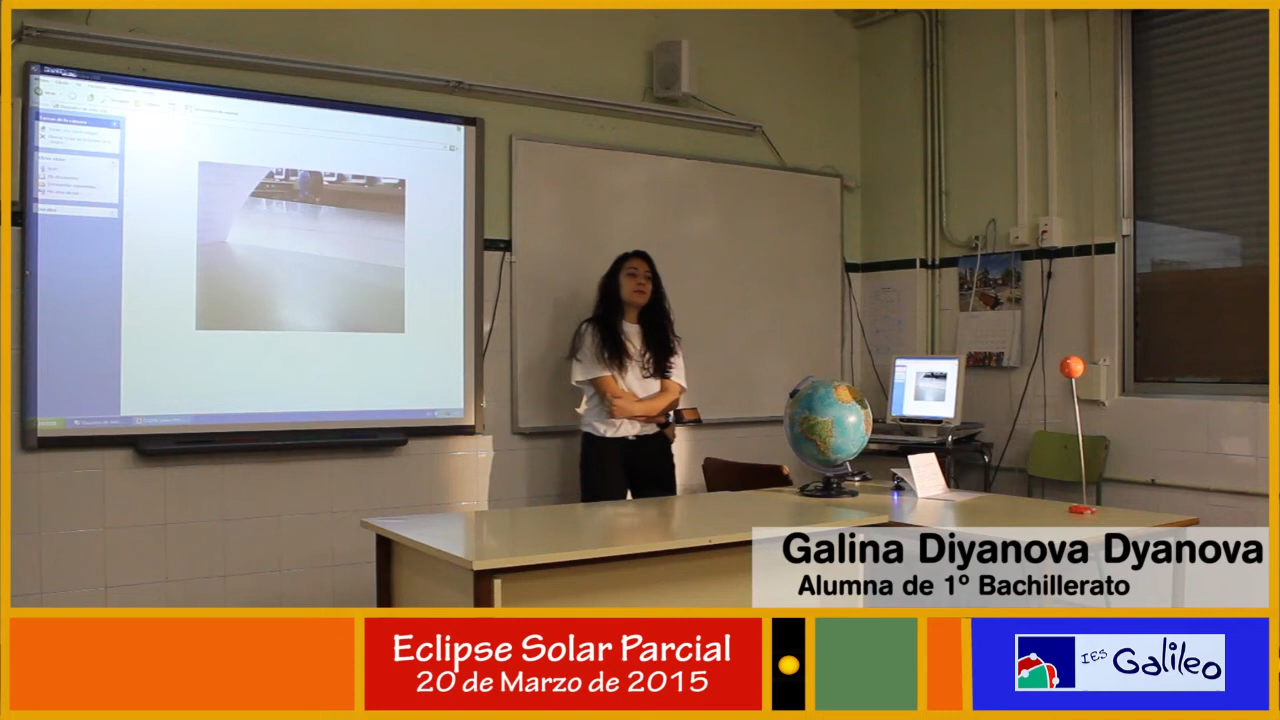 Galina Diyanova Dyanova
Alumna de 1º Bachillerato
Eclipse Solar Parcial
20 de Marzo de 2015
IES Galileo